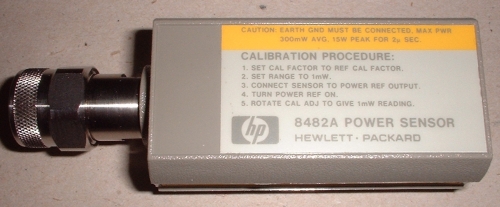 CAUTION: EARTH GND MUST BE CONNECTED, MAX PWR
300mW AVG, 15W PEAK FOR 2µ SEC.
CALIBRATION PROCEDURE:
1. SET CAL FACTOR TO REF CAL FACTOR.
2. SET RANGE TO 1mW.
3. CONNECT SENSOR TO POWER REF OUTPUT.
4. TURN POWER REF ON.
5. ROTATE CAL ADJ TO GIVE 1mW READING.
hp 8482A POWER SENSOR
HEWLETT · PACKARD